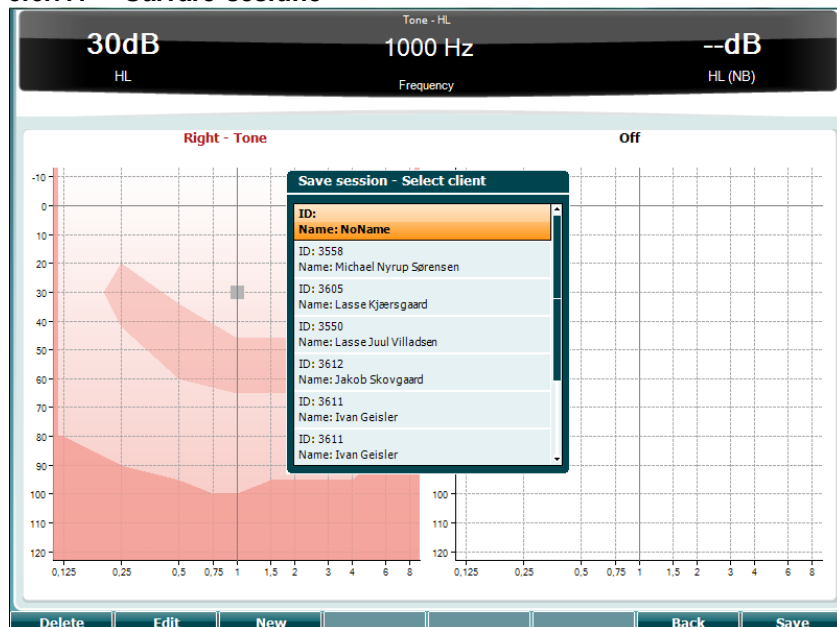 Tone - HL
30dB 1000 Hz --dB
HL Frequency HL (NB)
Right - Tone Off
Save session - Select client
ID:
Name: NoName
ID: 3558
Name: Michael Nyrup Sørensen
ID: 3605
Name: Lasse Kjærsgaard
ID: 3550
Name: Lasse Juul Villadsen
ID: 3612
Name: Jakob Skovgaard
ID: 3611
Name: Ivan Geisler
ID: 3611
Name: Ivan Geisler
-10
0
10
20
30
40
50
60
70
80
90
100 100
110 110
120 120
0,125 0,25 0,5 0,75 1 1,5 2 3 4 6 8 0,125 0,25 0,5 0,75 1 1,5 2 3 4 6 8
Delete Edit New Back Save